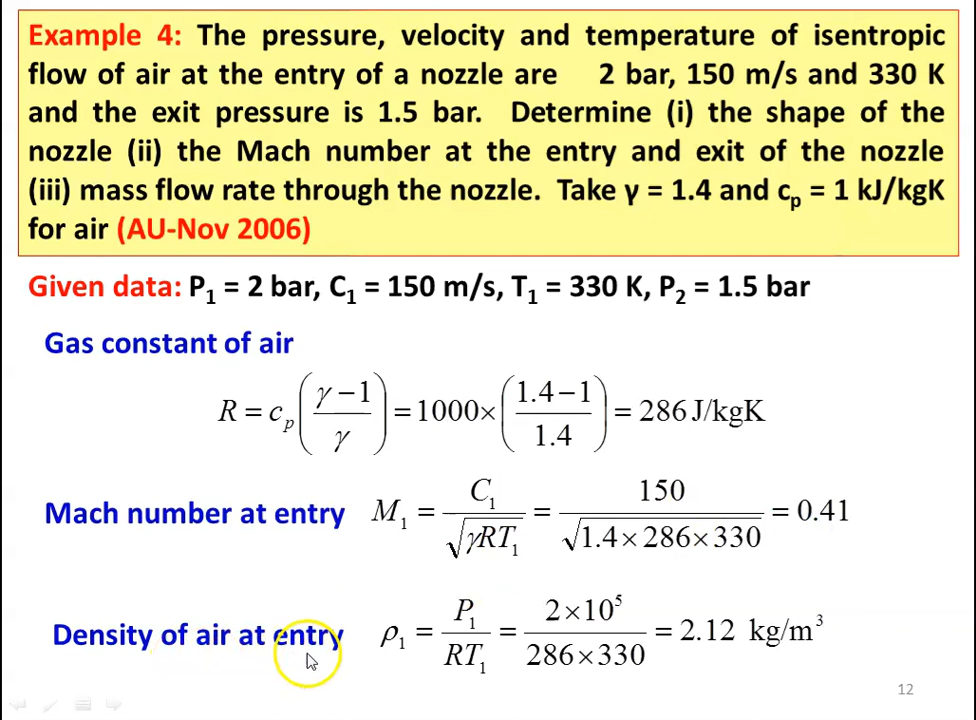 Example 4: The pressure, velocity and temperature of isentropic
flow of air at the entry of a nozzle are 2 bar, 150 m/s and 330 K
and the exit pressure is 1.5 bar. Determine (i) the shape of the
nozzle (ii) the Mach number at the entry and exit of the nozzle
(iii) mass flow rate through the nozzle. Take γ = 1.4 and cₚ = 1 kJ/kgK
for air (AU-Nov 2006)
Given data: P₁ = 2 bar, C₁ = 150 m/s, T₁ = 330 K, P₂ = 1.5 bar
Gas constant of air
R = cₚ((γ − 1)/γ) = 1000×((1.4 − 1)/1.4) = 286 J/kgK
Mach number at entry M₁ = C₁/√(γRT₁) = 150/√(1.4×286×330) = 0.41
Density of air at entry ρ₁ = P₁/RT₁ = 2×10⁵/(286×330) = 2.12 kg/m³
12